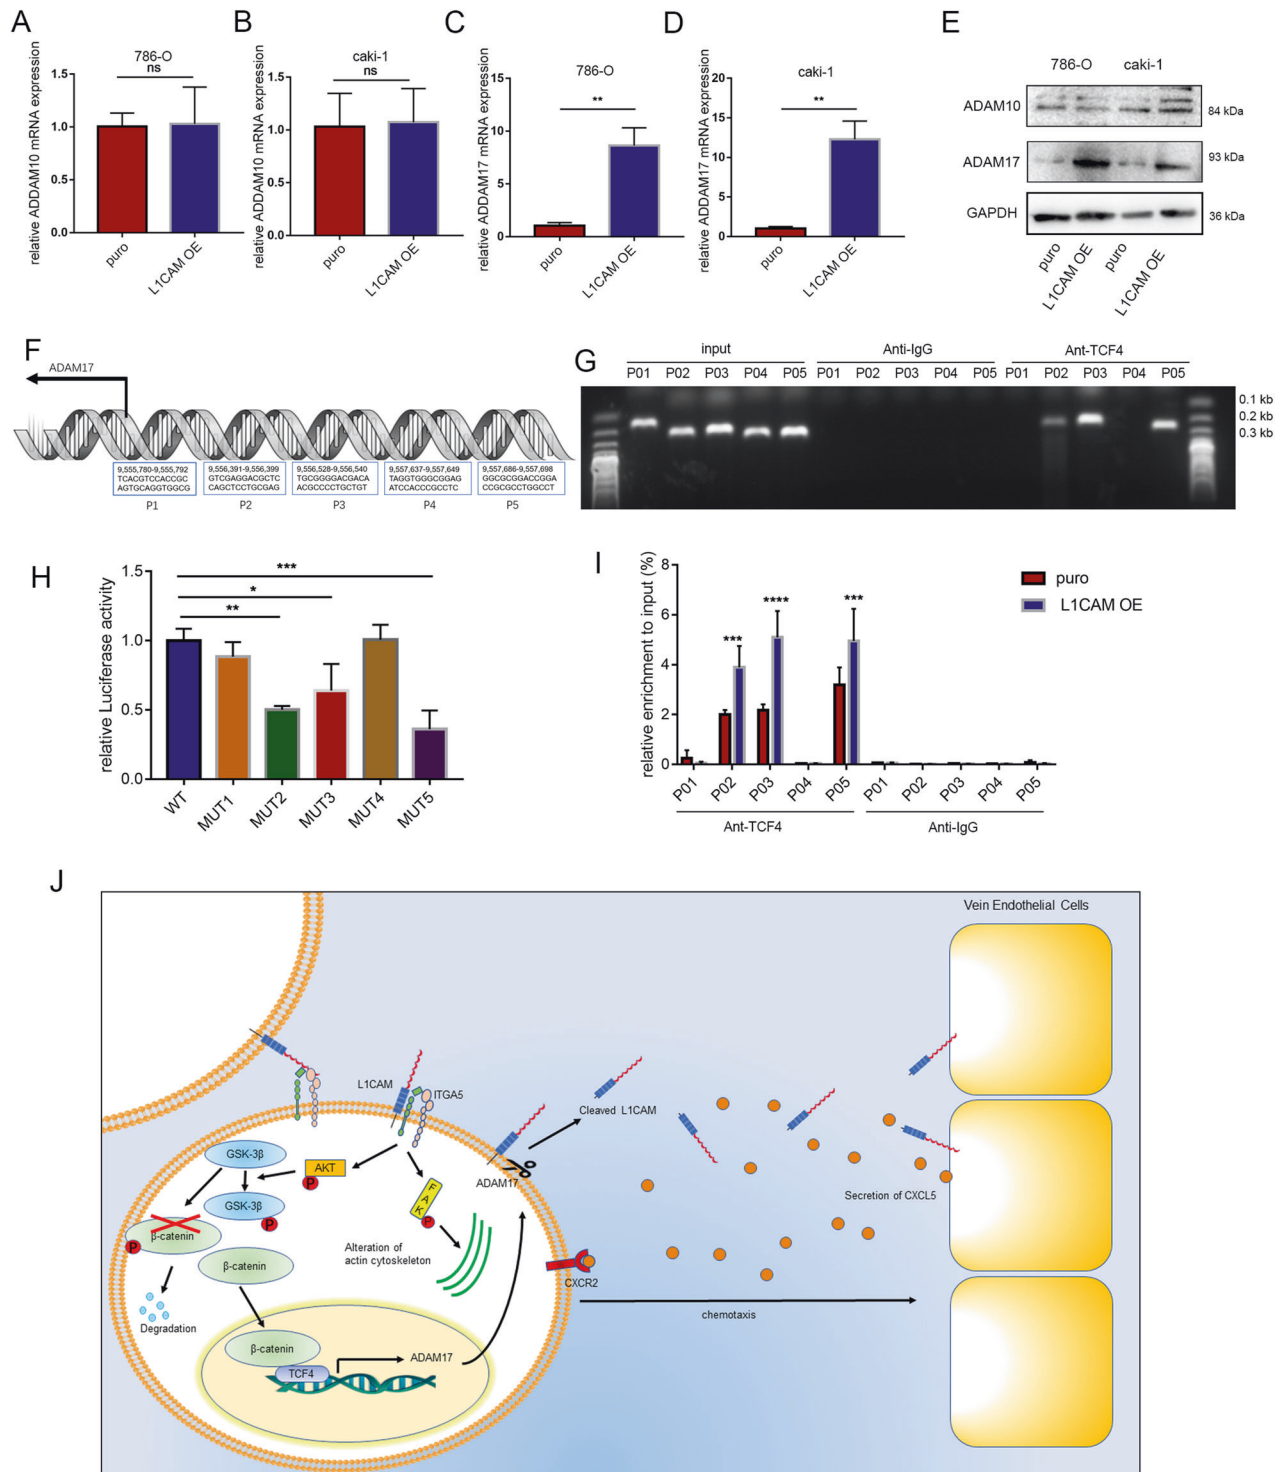 A
relative ADDAM10 mRNA expression
786-O
ns
1.5
1.0
0.5
0.0
puro
L1CAM OE
B
relative ADDAM10 mRNA expression
caki-1
ns
1.5
1.0
0.5
0.0
puro
L1CAM OE
C
relative ADDAM17 mRNA expression
786-O
**
15
10
5
0
puro
L1CAM OE
D
relative ADDAM17 mRNA expression
caki-1
**
20
15
10
5
0
puro
L1CAM OE
E
786-O caki-1
ADAM10 84 kDa
ADAM17 93 kDa
GAPDH 36 kDa
puro
L1CAM OE
puro
L1CAM OE
F
ADAM17
9,555,780-9,555,792
TCACGTCCACCGC
AGTGCAGGTGGCG
P1
9,556,391-9,556,399
GTCGAGGACGCTC
CAGCTCCTGCGAG
P2
9,556,528-9,556,540
TGCGGGGACGACA
ACGCCCCTGCTGT
P3
9,557,637-9,557,649
TAGGTGGGCGGAG
ATCCACCCGCCTC
P4
9,557,686-9,557,698
GGCGCGGACCGGA
CCGCGCCTGGCCT
P5
G
input Anti-IgG Ant-TCF4
P01 P02 P03 P04 P05 P01 P02 P03 P04 P05 P01 P02 P03 P04 P05
0.1 kb
0.2 kb
0.3 kb
H
relative Luciferase activity
***
*
**
1.5
1.0
0.5
0.0
WT
MUT1
MUT2
MUT3
MUT4
MUT5
I
relative enrichment to input (%)
puro
L1CAM OE
8
6
4
2
0
***
****
***
P01
P02
P03
P04
P05
P01
P02
P03
P04
P05
Ant-TCF4 Anti-IgG
J
Vein Endothelial Cells
L1CAM
ITGA5
Cleaved L1CAM
GSK-3β
AKT
P
ADAM17
FAK
P
GSK-3β
P
Secretion of CXCL5
β-catenin
P
Alteration of
actin cytoskeleton
β-catenin
CXCR2
chemotaxis
Degradation
β-catenin
ADAM17
TCF4